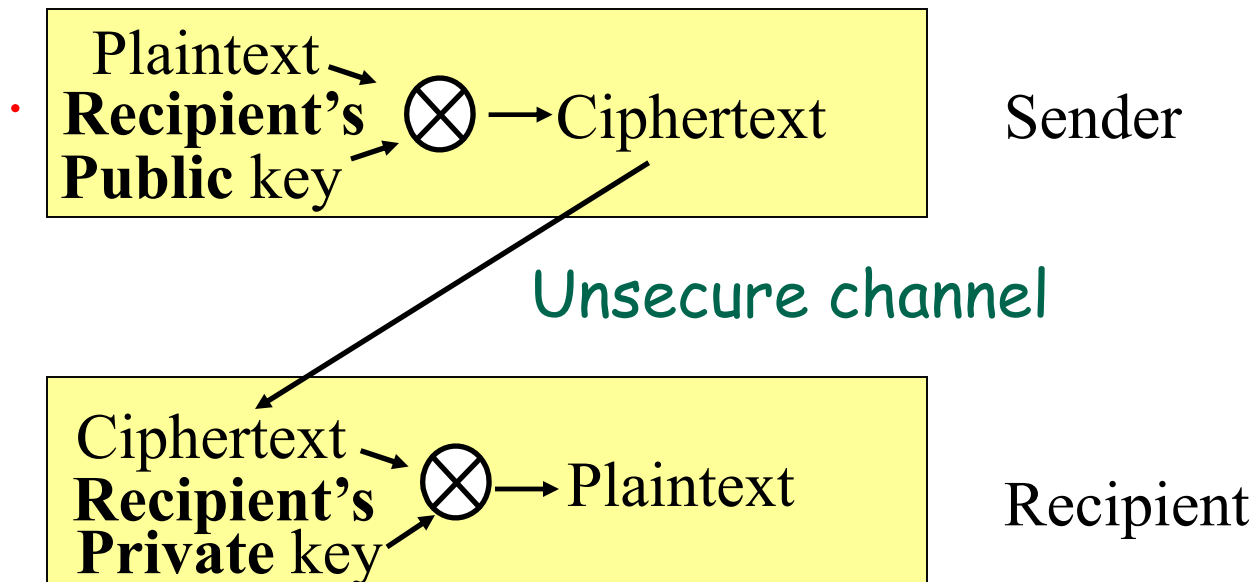 Plaintext
Recipient's
Public key
Ciphertext
Sender
Unsecure channel
Ciphertext
Recipient's
Private key
Plaintext
Recipient